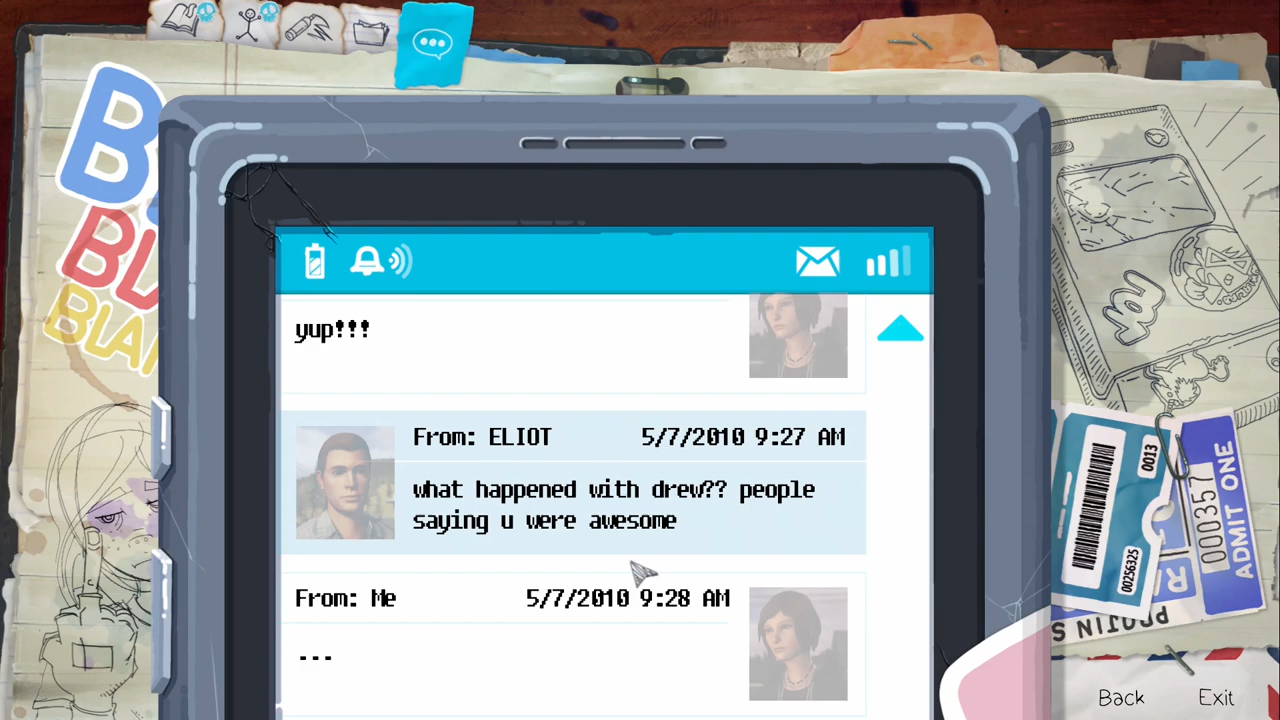 yup!!!
From: ELIOT 5/7/2010 9:27 AM
what happened with drew?? people
saying u were awesome
From: Me 5/7/2010 9:28 AM
...
0013
00256325
000357
ADMIT ONE
Back Exit